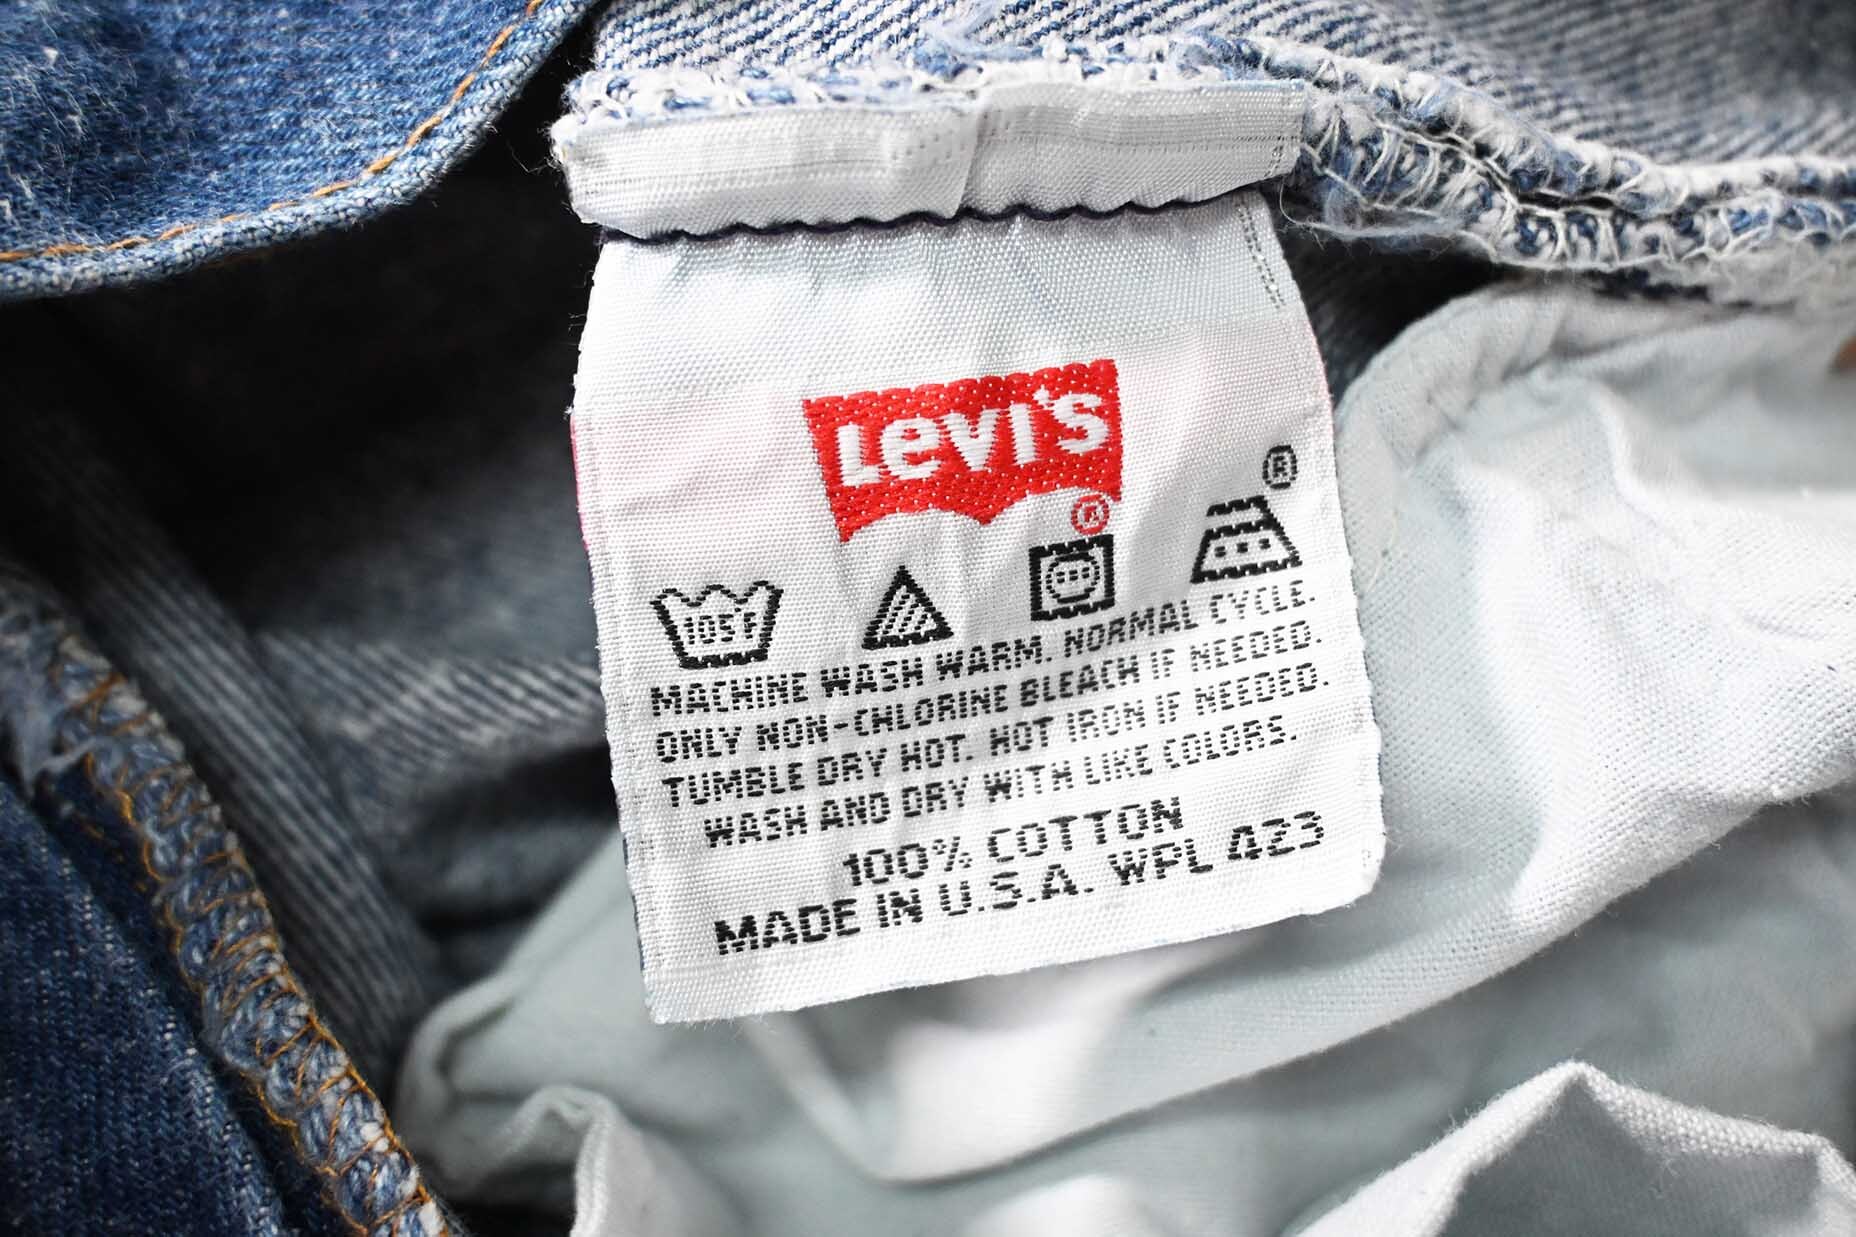 Levi's
®
®
105°F
MACHINE WASH WARM. NORMAL CYCLE.
ONLY NON-CHLORINE BLEACH IF NEEDED.
TUMBLE DRY HOT. HOT IRON IF NEEDED.
WASH AND DRY WITH LIKE COLORS.
100% COTTON
MADE IN U.S.A. WPL 423